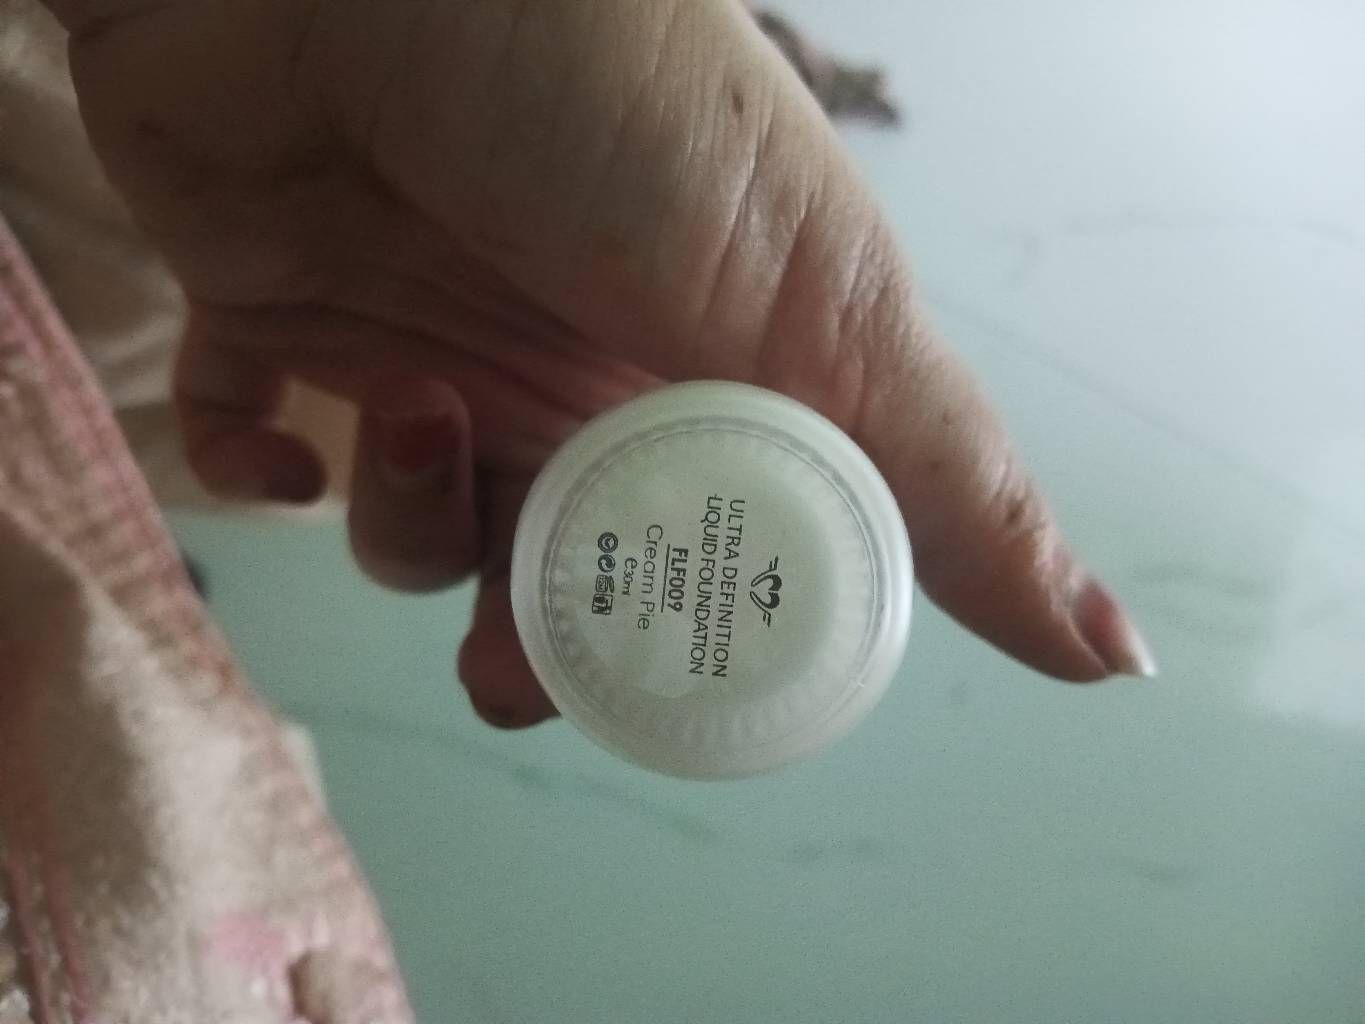 ULTRA DEFINITION
LIQUID FOUNDATION
FLF009
Cream Pie
e30ml